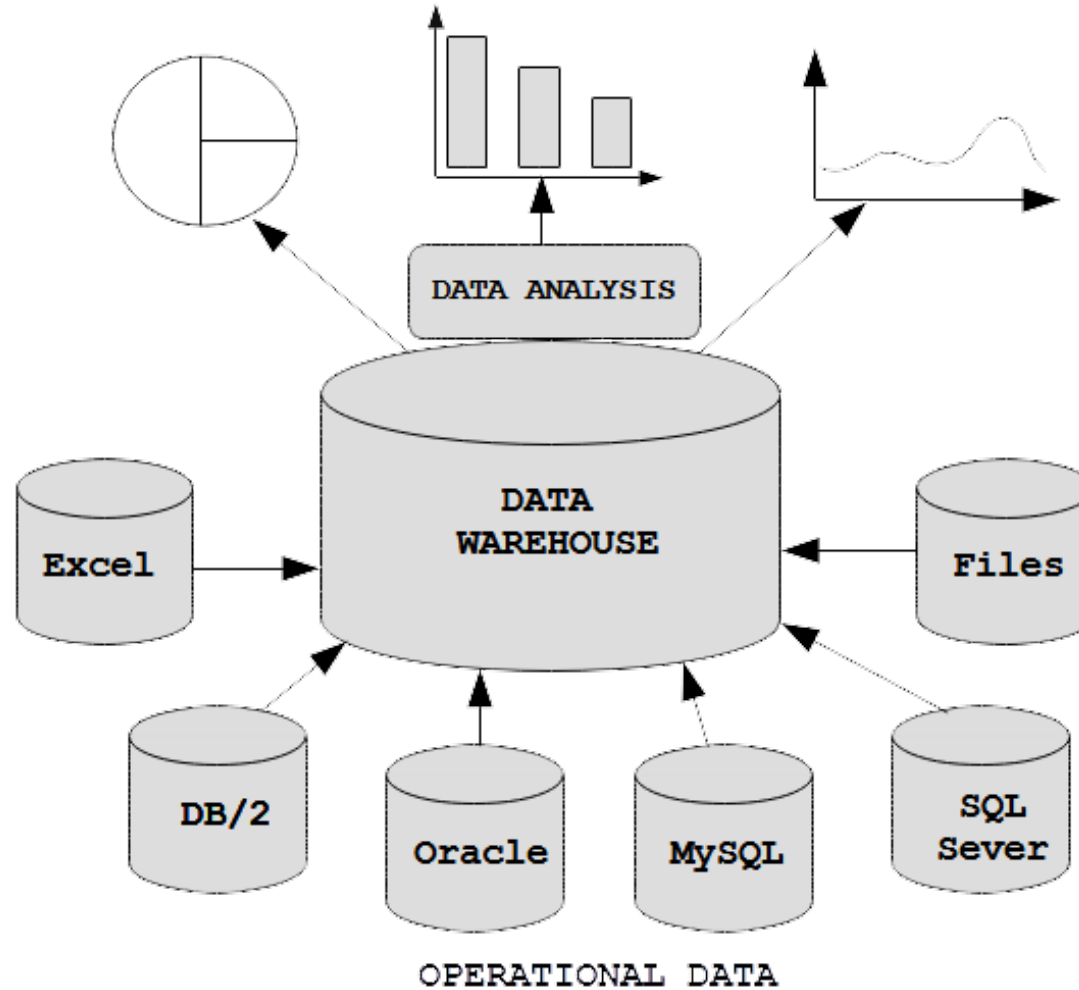 DATA ANALYSIS
DATA
WAREHOUSE
Excel
Files
DB/2
Oracle
MySQL
SQL
Sever
OPERATIONAL DATA